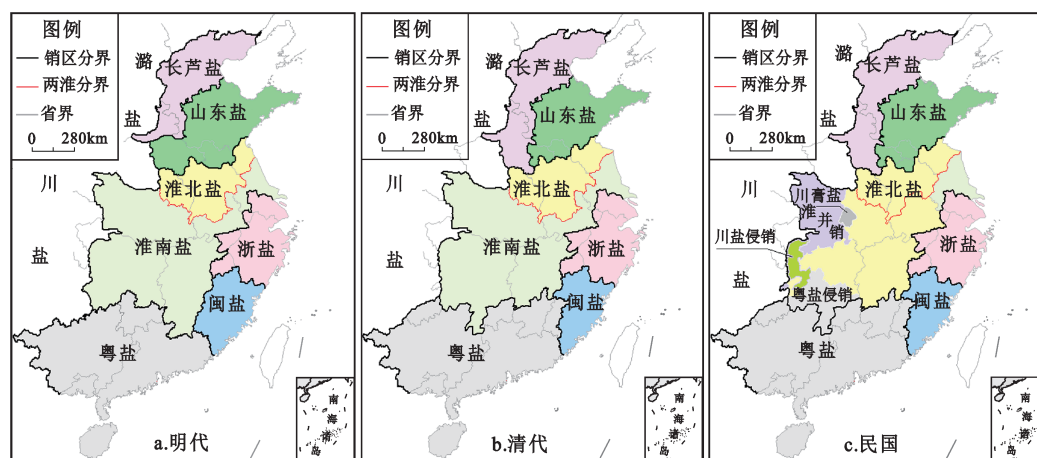 图例
销区分界
两淮分界
省界
0 280km
潞
盐
川
盐
长芦盐
山东盐
淮北盐
淮南盐
浙盐
闽盐
粤盐
南
海
诸
岛
a.明代
图例
销区分界
两淮分界
省界
0 280km
潞
盐
川
盐
长芦盐
山东盐
淮北盐
淮南盐
浙盐
闽盐
粤盐
南
海
诸
岛
b.清代
图例
销区分界
两淮分界
省界
0 280km
潞
盐
川
盐
长芦盐
山东盐
川膏盐
淮
并
销
淮北盐
川盐侵销
浙盐
粤盐侵销
闽盐
粤盐
南
海
诸
岛
c.民国